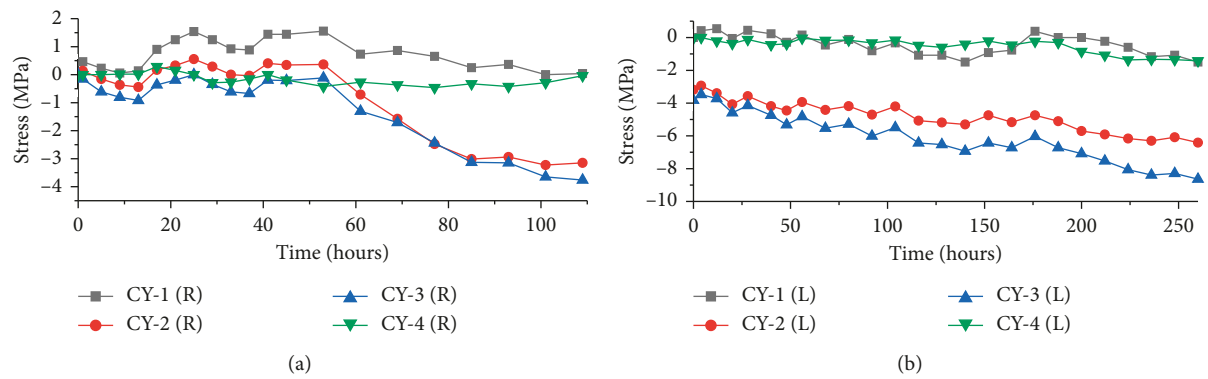 2
1
0
−1
−2
−3
−4
Stress (MPa)
0 20 40 60 80 100
Time (hours)
CY-1 (R)
CY-2 (R)
CY-3 (R)
CY-4 (R)
(a)
0
−2
−4
−6
−8
−10
Stress (MPa)
0 50 100 150 200 250
Time (hours)
CY-1 (L)
CY-2 (L)
CY-3 (L)
CY-4 (L)
(b)